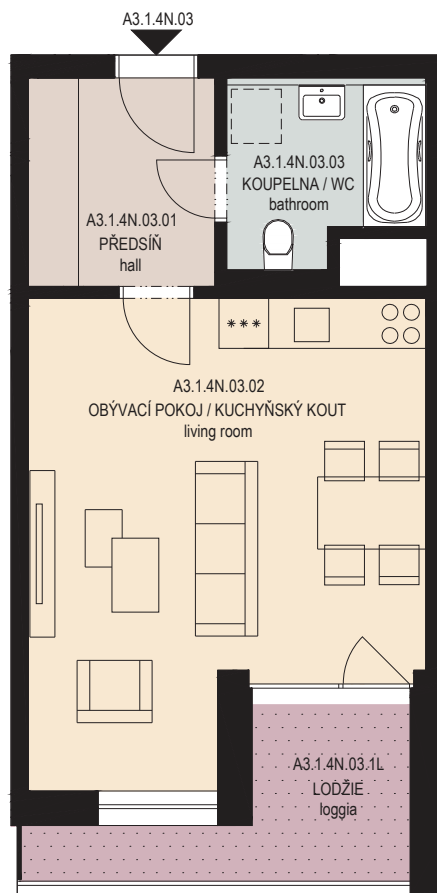 A3.1.4N.03
A3.1.4N.03.03
KOUPELNA / WC
bathroom
A3.1.4N.03.01
PŘEDSÍŇ
hall
***
A3.1.4N.03.02
OBÝVACÍ POKOJ / KUCHYŇSKÝ KOUT
living room
A3.1.4N.03.1L
LODŽIE
loggia